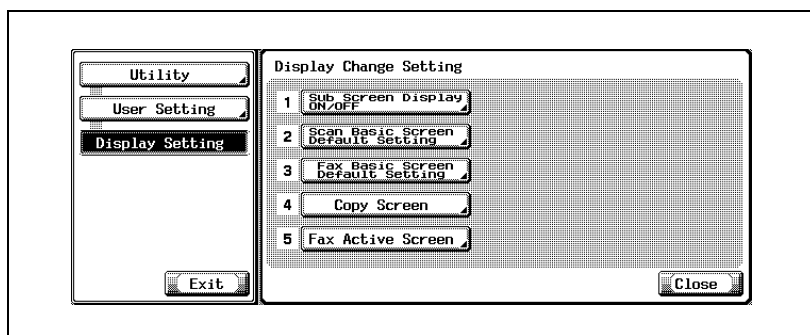 Utility
User Setting
Display Setting
Exit
Display Change Setting
1 Sub Screen Display
ON/OFF
2 Scan Basic Screen
Default Setting
3 Fax Basic Screen
Default Setting
4 Copy Screen
5 Fax Active Screen
Close